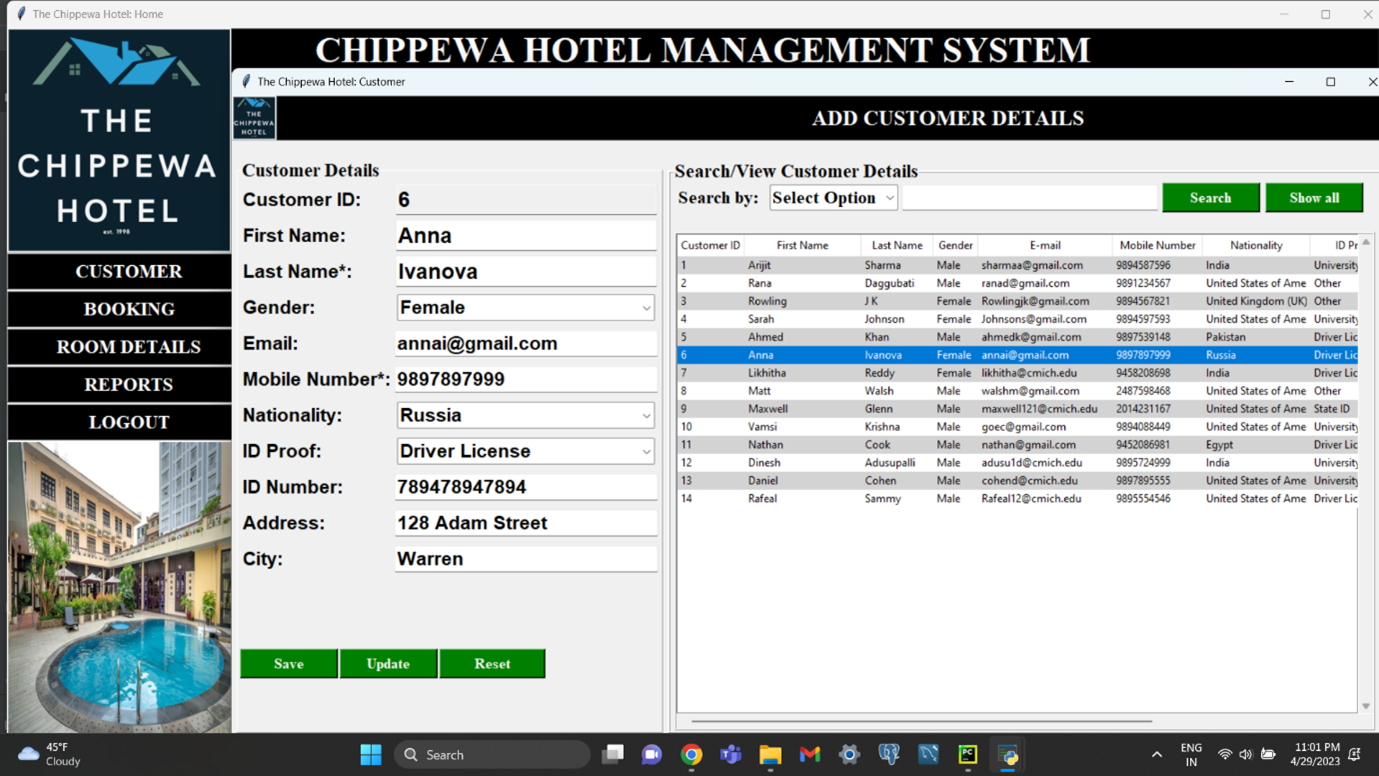 The Chippewa Hotel: Home
CHIPPEWA HOTEL MANAGEMENT SYSTEM
THE
CHIPPEWA
HOTEL
est. 1998
CUSTOMER
BOOKING
ROOM DETAILS
REPORTS
LOGOUT
The Chippewa Hotel: Customer
THE
CHIPPEWA
HOTEL
ADD CUSTOMER DETAILS
Customer Details
Customer ID: 6
First Name: Anna
Last Name*: Ivanova
Gender: Female
Email: annai@gmail.com
Mobile Number*: 9897897999
Nationality: Russia
ID Proof: Driver License
ID Number: 789478947894
Address: 128 Adam Street
City: Warren
Save Update Reset
Search/View Customer Details
Search by: Select Option Search Show all
Customer ID First Name Last Name Gender E-mail Mobile Number Nationality ID Pr
1 Arijit Sharma Male sharmaa@gmail.com 9894587596 India University
2 Rana Daggubati Male ranad@gmail.com 9891234567 United States of Ame Other
3 Rowling J K Female Rowlingjk@gmail.com 9894567821 United Kingdom (UK) Other
4 Sarah Johnson Female Johnsons@gmail.com 9894597593 United States of Ame University
5 Ahmed Khan Male ahmedk@gmail.com 9897539148 Pakistan Driver Lic
6 Anna Ivanova Female annai@gmail.com 9897897999 Russia Driver Lic
7 Likhitha Reddy Female likhitha@cmich.edu 9458208698 India University
8 Matt Walsh Male walshm@gmail.com 2487598468 United States of Ame Other
9 Maxwell Glenn Male maxwell121@cmich.edu 2014231167 United States of Ame State ID
10 Vamsi Krishna Male goec@gmail.com 9894088449 United States of Ame University
11 Nathan Cook Male nathan@gmail.com 9452086981 Egypt Driver Lic
12 Dinesh Adusupalli Male adusu1d@cmich.edu 9895724999 India University
13 Daniel Cohen Male cohend@cmich.edu 9897895555 United States of Ame University
14 Rafeal Sammy Male Rafeal12@cmich.edu 9895554546 United States of Ame Driver Lic
45°F
Cloudy
Search
PC
ENG
IN
11:01 PM
4/29/2023